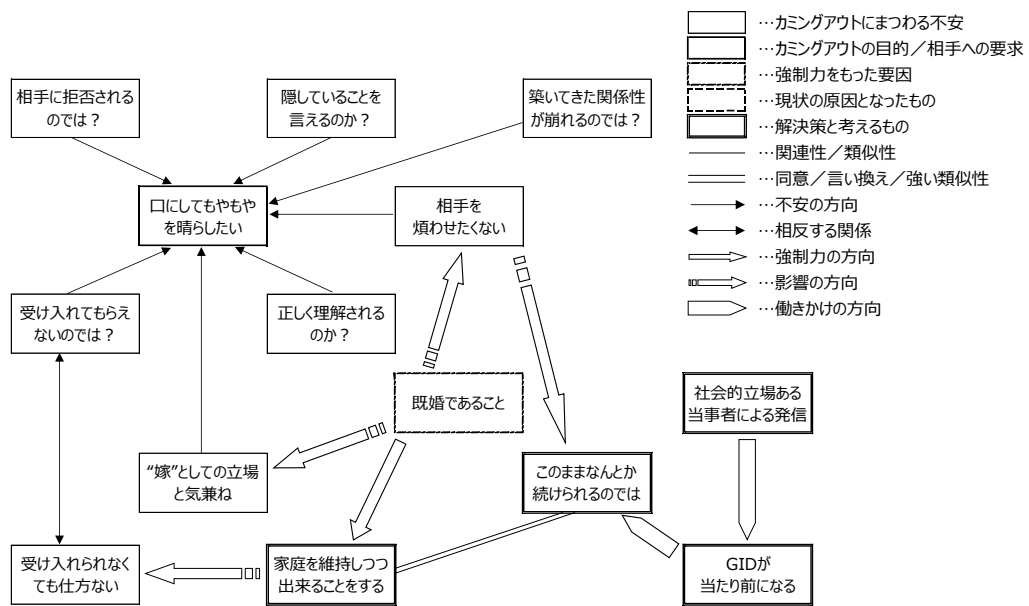 …カミングアウトにまつわる不安
…カミングアウトの目的／相手への要求
…強制力をもった要因
…現状の原因となったもの
…解決策と考えるもの
…関連性／類似性
…同意／言い換え／強い類似性
…不安の方向
…相反する関係
…強制力の方向
…影響の方向
…働きかけの方向
相手に拒否される
のでは？
隠していることを
言えるのか？
築いてきた関係性
が崩れるのでは？
口にしてもやもや
を晴らしたい
相手を
煩わせたくない
受け入れてもらえ
ないのでは？
正しく理解される
のか？
既婚であること
社会的立場ある
当事者による発信
“嫁”としての立場
と気兼ね
このままなんとか
続けられるのでは
受け入れられなく
ても仕方ない
家庭を維持しつつ
出来ることをする
GIDが
当たり前になる